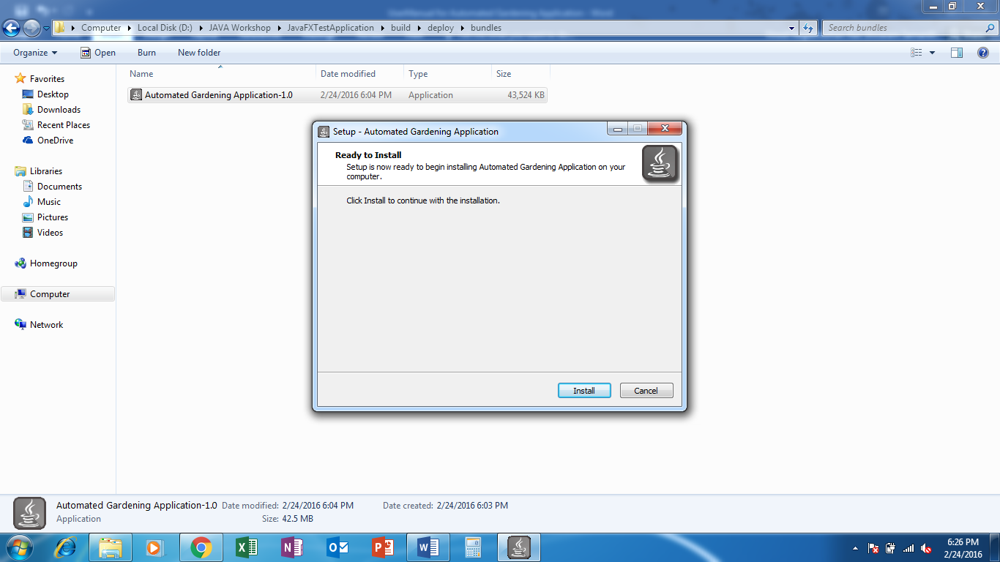 UserManual for Automated Gardening Application - Word
Computer Local Disk (D:) JAVA Workshop JavaFXTestApplication build deploy bundles
Search bundles
Organize Open Burn New folder
Name Date modified Type Size
Automated Gardening Application-1.0 2/24/2016 6:04 PM Application 43,524 KB
Favorites
Desktop
Downloads
Recent Places
OneDrive
Libraries
Documents
Music
Pictures
Videos
Homegroup
Computer
Network
Setup - Automated Gardening Application
Ready to Install
Setup is now ready to begin installing Automated Gardening Application on your
computer.
Click Install to continue with the installation.
Install Cancel
Automated Gardening Application-1.0 Date modified: 2/24/2016 6:04 PM Date created: 2/24/2016 6:03 PM
Application Size: 42.5 MB
6:26 PM
2/24/2016